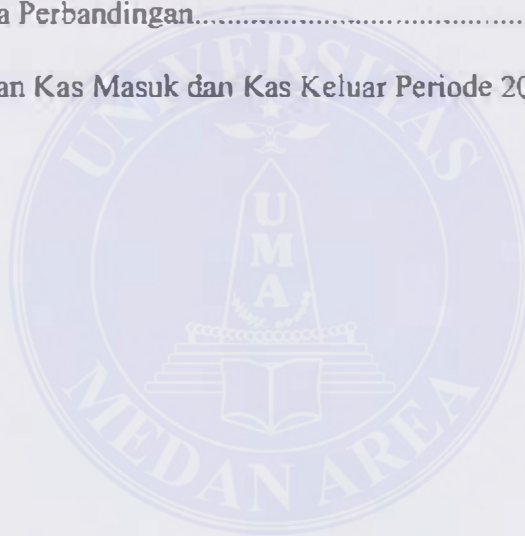 a Perbandingan..........................................
an Kas Masuk dan Kas Keluar Periode 20
UNIVERSITAS
U
M
A
MEDAN AREA